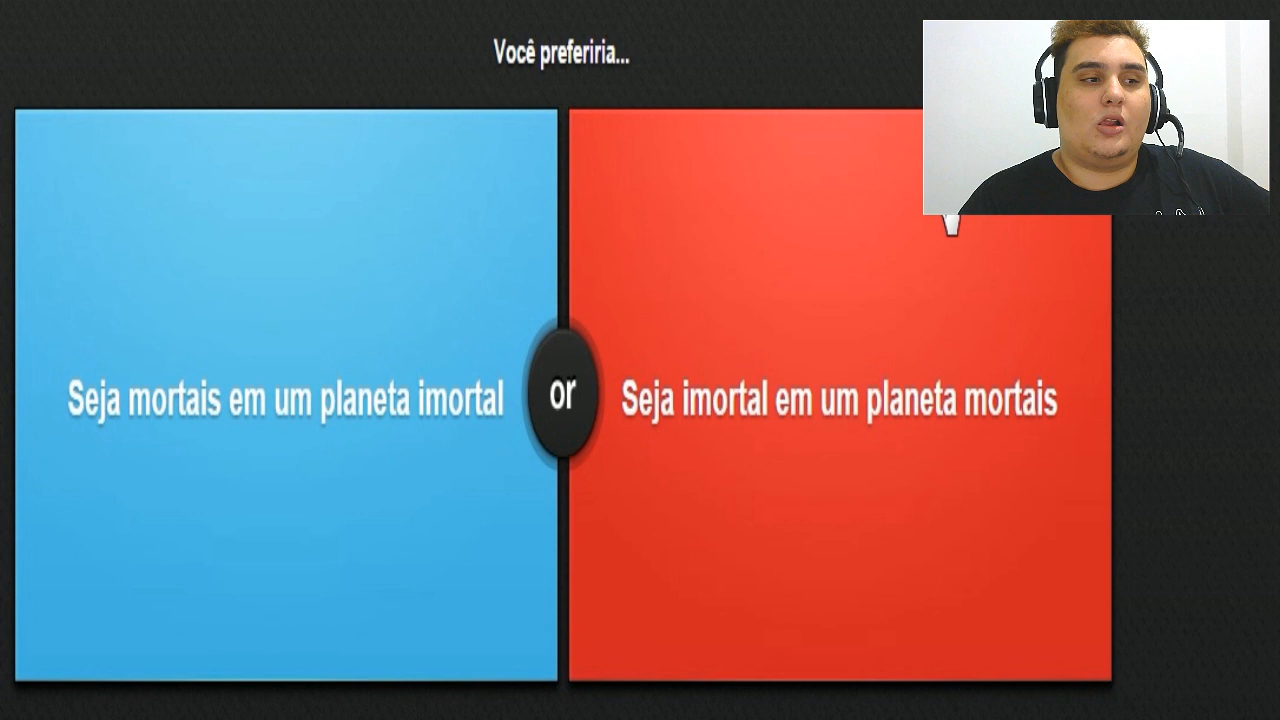 Você preferiria...
Seja mortais em um planeta imortal
or
Seja imortal em um planeta mortais